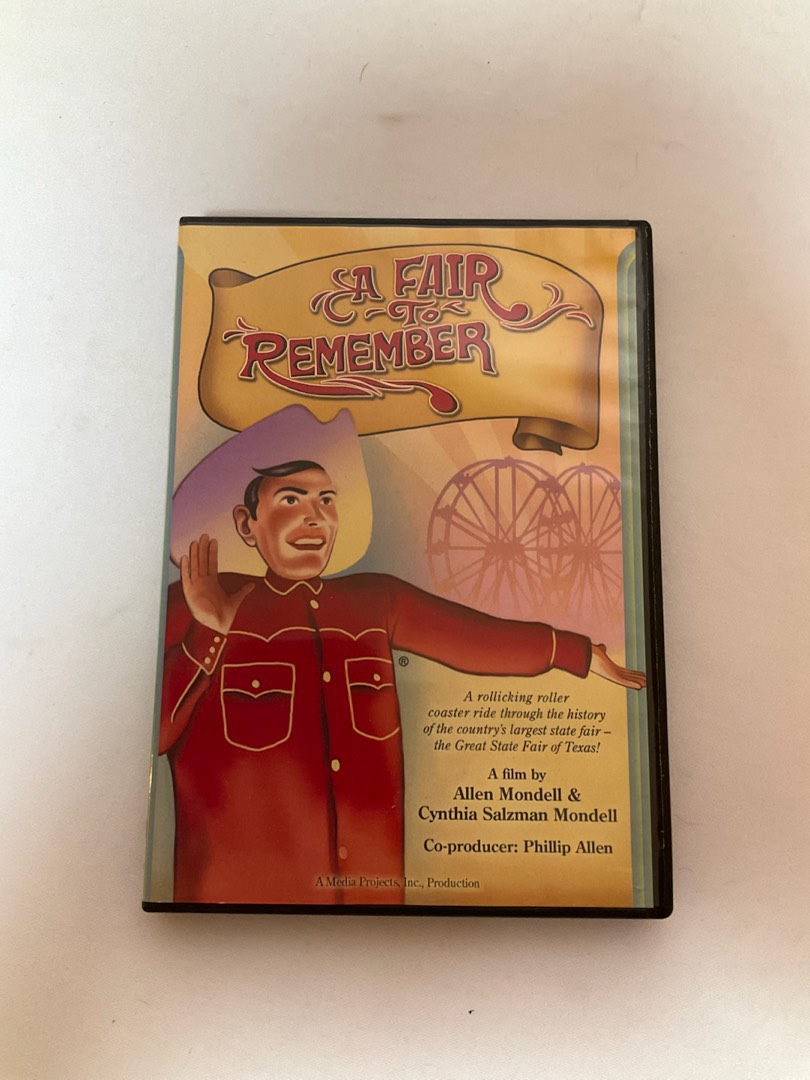 A FAIR
TO
REMEMBER
®
A rollicking roller
coaster ride through the history
of the country's largest state fair –
the Great State Fair of Texas!
A film by
Allen Mondell &
Cynthia Salzman Mondell
Co-producer: Phillip Allen
A Media Projects, Inc., Production